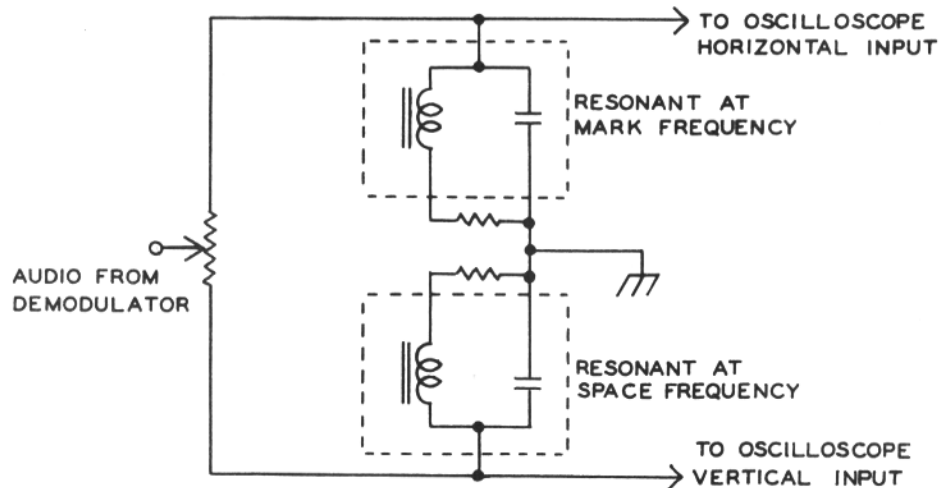 TO OSCILLOSCOPE
HORIZONTAL INPUT
RESONANT AT
MARK FREQUENCY
AUDIO FROM
DEMODULATOR
RESONANT AT
SPACE FREQUENCY
TO OSCILLOSCOPE
VERTICAL INPUT